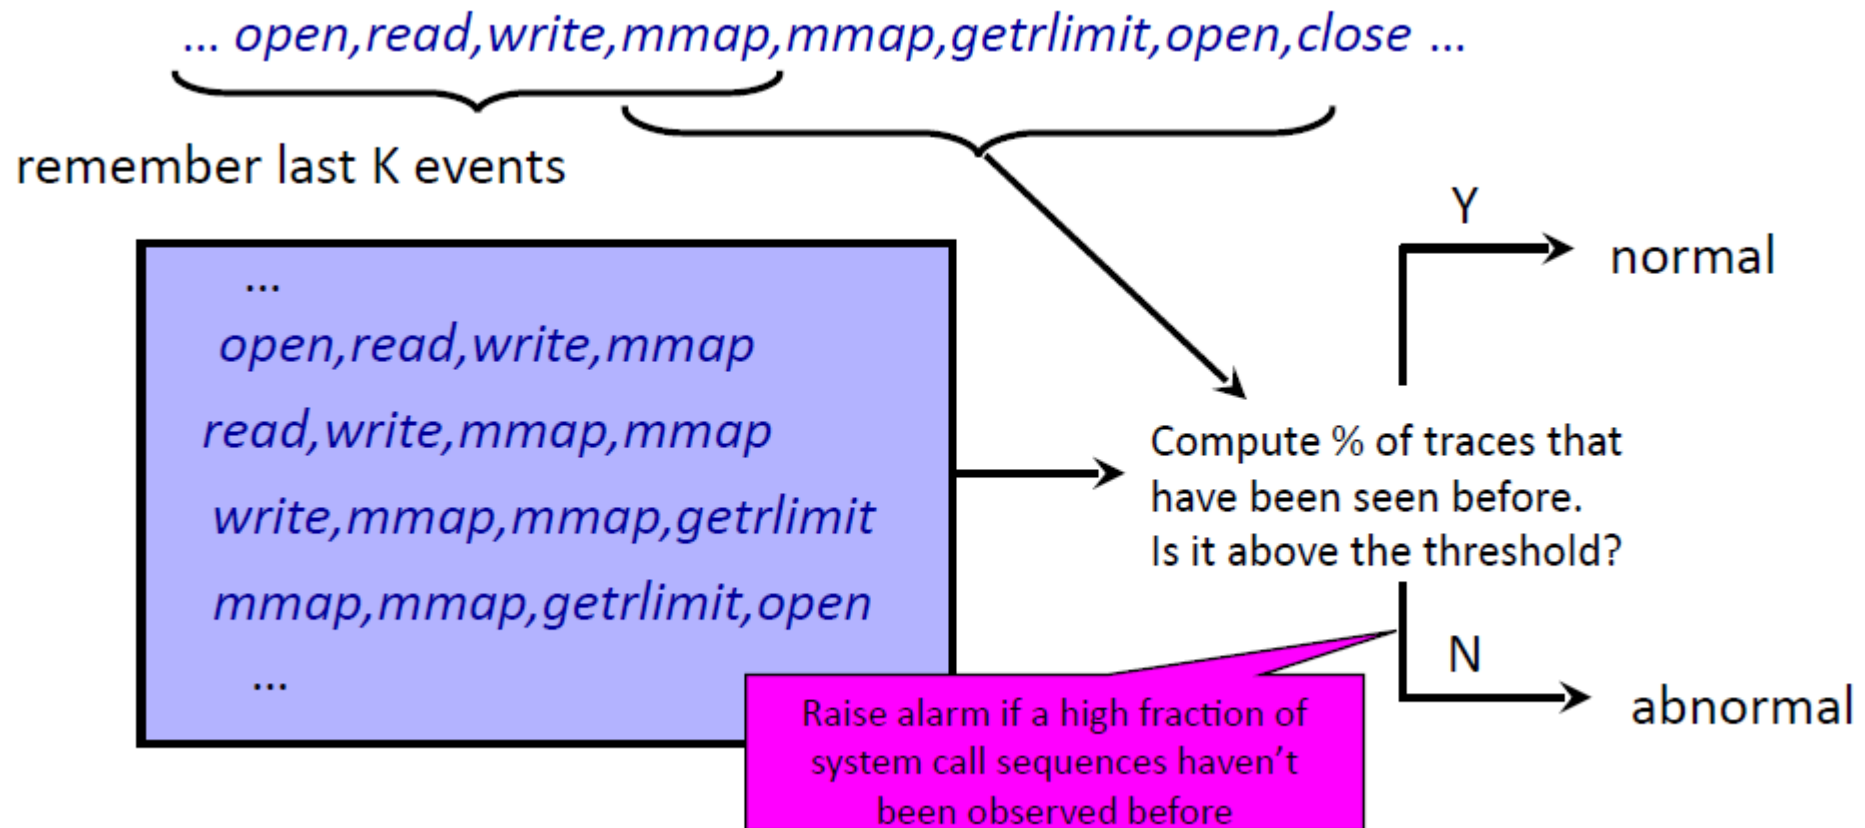 ... open,read,write,mmap,mmap,getrlimit,open,close ...
remember last K events
...
open,read,write,mmap
read,write,mmap,mmap
write,mmap,mmap,getrlimit
mmap,mmap,getrlimit,open
...
Y
normal
Compute % of traces that
have been seen before.
Is it above the threshold?
N
abnormal
Raise alarm if a high fraction of
system call sequences haven’t
been observed before